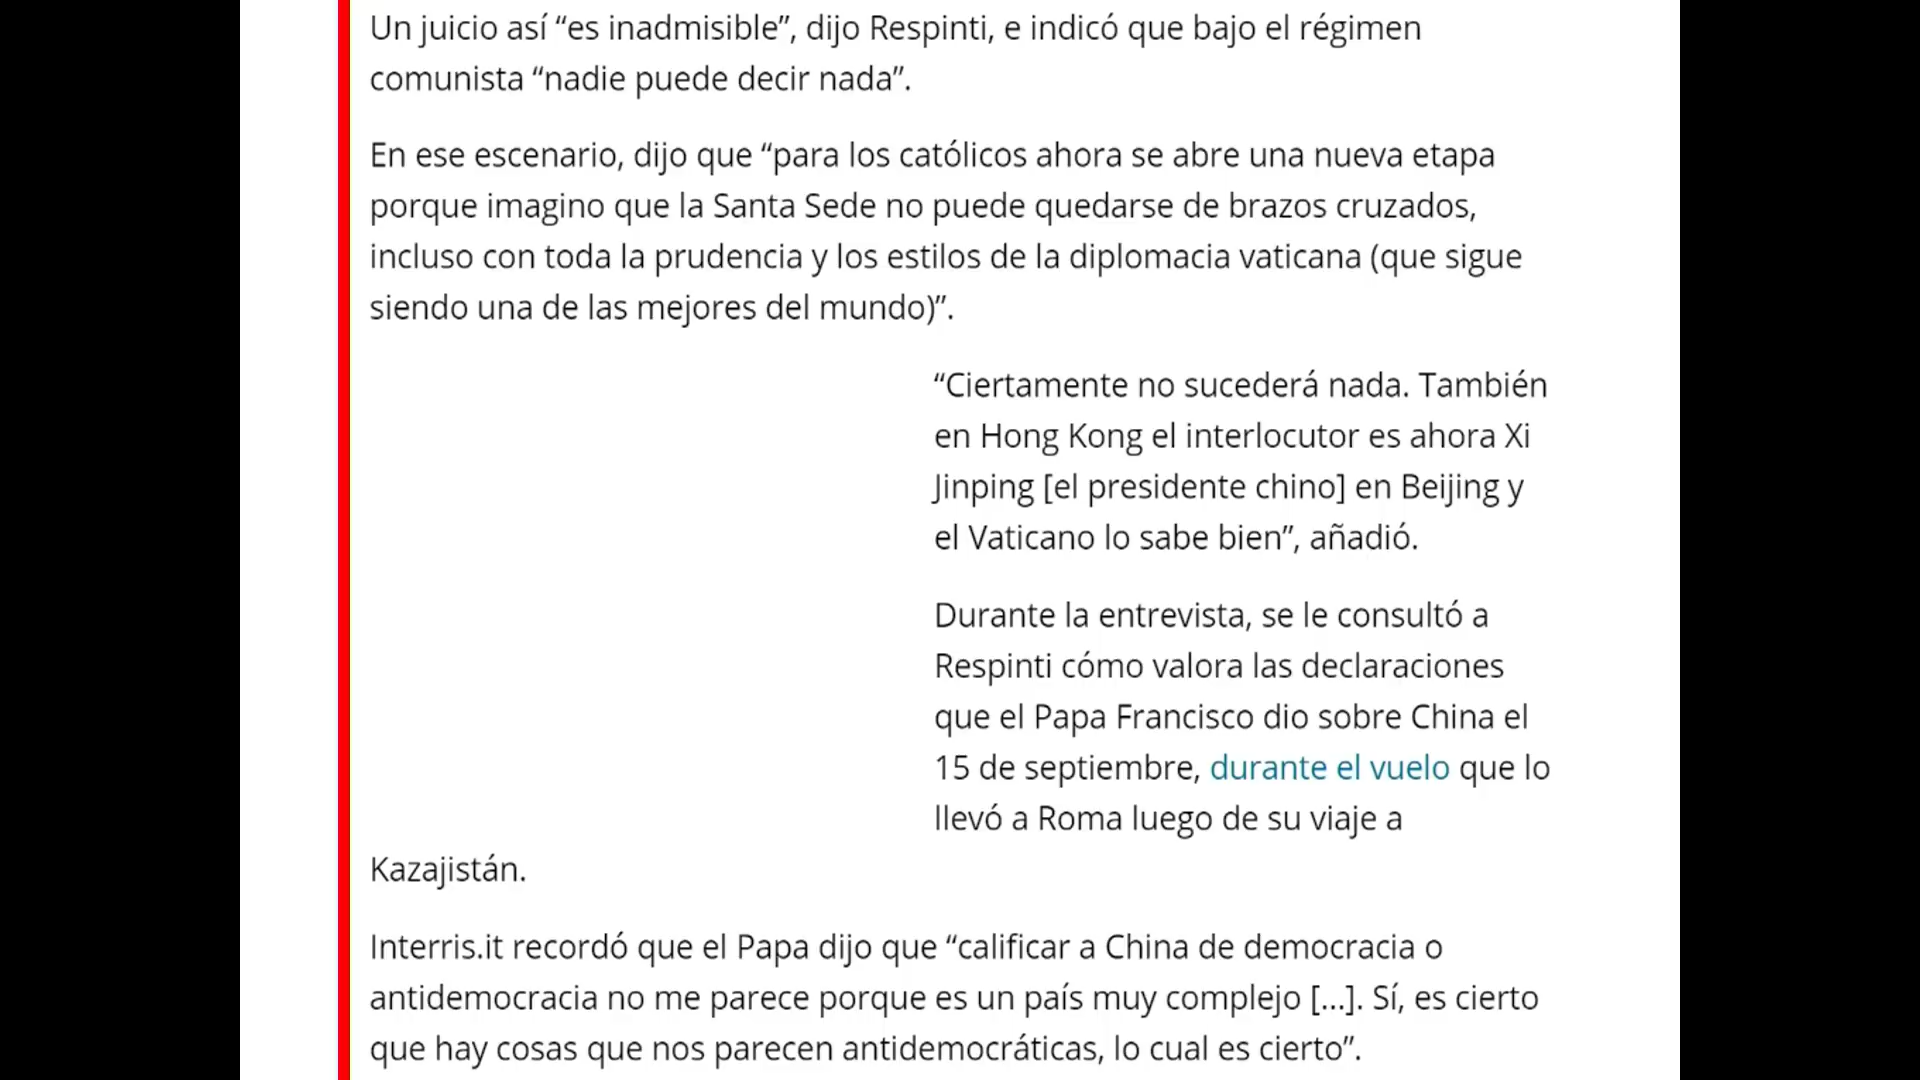 Un juicio así “es inadmisible”, dijo Respinti, e indicó que bajo el régimen
comunista “nadie puede decir nada”.
En ese escenario, dijo que “para los católicos ahora se abre una nueva etapa
porque imagino que la Santa Sede no puede quedarse de brazos cruzados,
incluso con toda la prudencia y los estilos de la diplomacia vaticana (que sigue
siendo una de las mejores del mundo)”.
“Ciertamente no sucederá nada. También
en Hong Kong el interlocutor es ahora Xi
Jinping [el presidente chino] en Beijing y
el Vaticano lo sabe bien”, añadió.
Durante la entrevista, se le consultó a
Respinti cómo valora las declaraciones
que el Papa Francisco dio sobre China el
15 de septiembre, durante el vuelo que lo
llevó a Roma luego de su viaje a
Kazajistán.
Interris.it recordó que el Papa dijo que “calificar a China de democracia o
antidemocracia no me parece porque es un país muy complejo [...]. Sí, es cierto
que hay cosas que nos parecen antidemocráticas, lo cual es cierto”.